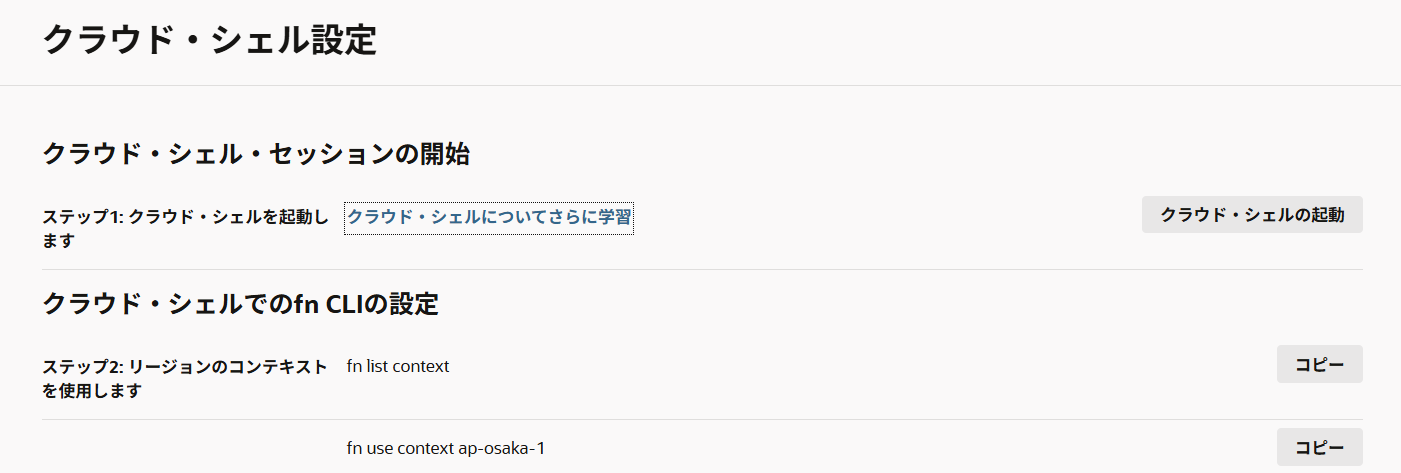 クラウド・シェル設定
クラウド・シェル・セッションの開始
ステップ1: クラウド・シェルを起動し
ます
クラウド・シェルについてさらに学習
クラウド・シェルの起動
クラウド・シェルでのfn CLIの設定
ステップ2: リージョンのコンテキスト
を使用します
fn list context
コピー
fn use context ap-osaka-1
コピー